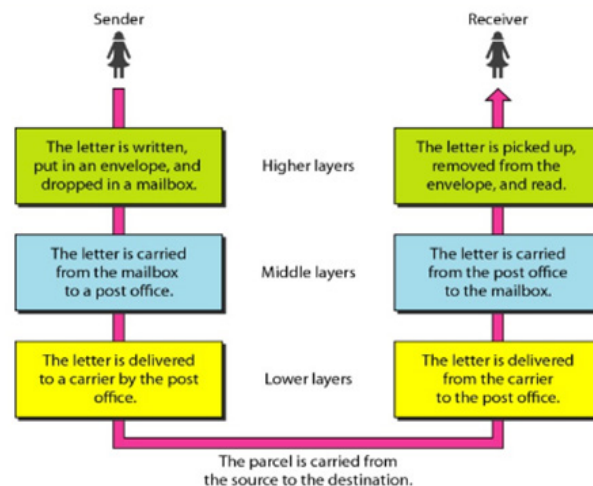 Sender
Receiver
The letter is written,
put in an envelope, and
dropped in a mailbox.
Higher layers
The letter is picked up,
removed from the
envelope, and read.
The letter is carried
from the mailbox
to a post office.
Middle layers
The letter is carried
from the post office
to the mailbox.
The letter is delivered
to a carrier by the post
office.
Lower layers
The letter is delivered
from the carrier
to the post office.
The parcel is carried from
the source to the destination.